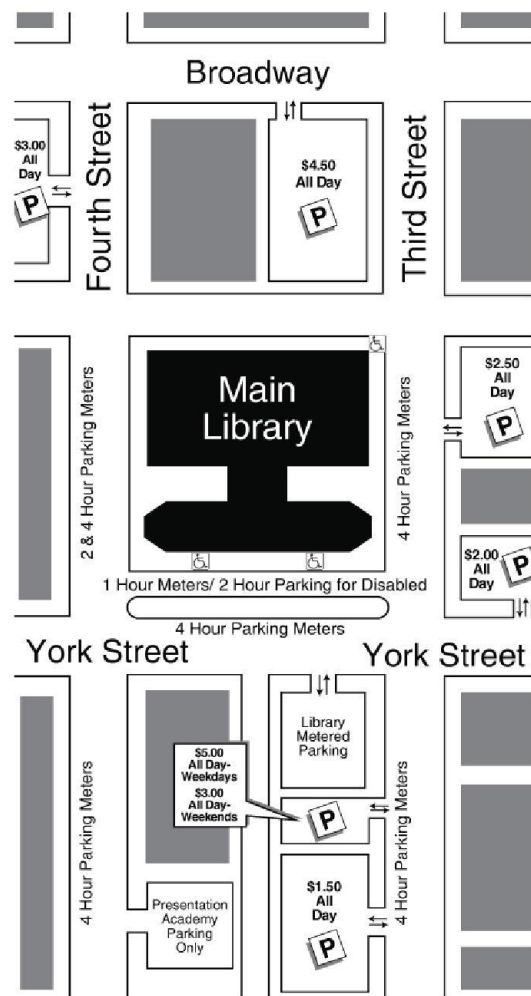 Broadway
$3.00
All
Day
P
Fourth Street
$4.50
All Day
P
Third Street
2 & 4 Hour Parking Meters
Main
Library
4 Hour Parking Meters
$2.50
All
Day
P
$2.00
All
Day
P
1 Hour Meters/ 2 Hour Parking for Disabled
4 Hour Parking Meters
York Street
York Street
4 Hour Parking Meters
$5.00
All Day-
Weekdays
$3.00
All Day-
Weekends
Library
Metered
Parking
P
4 Hour Parking Meters
Presentation
Academy
Parking
Only
$1.50
All
Day
P